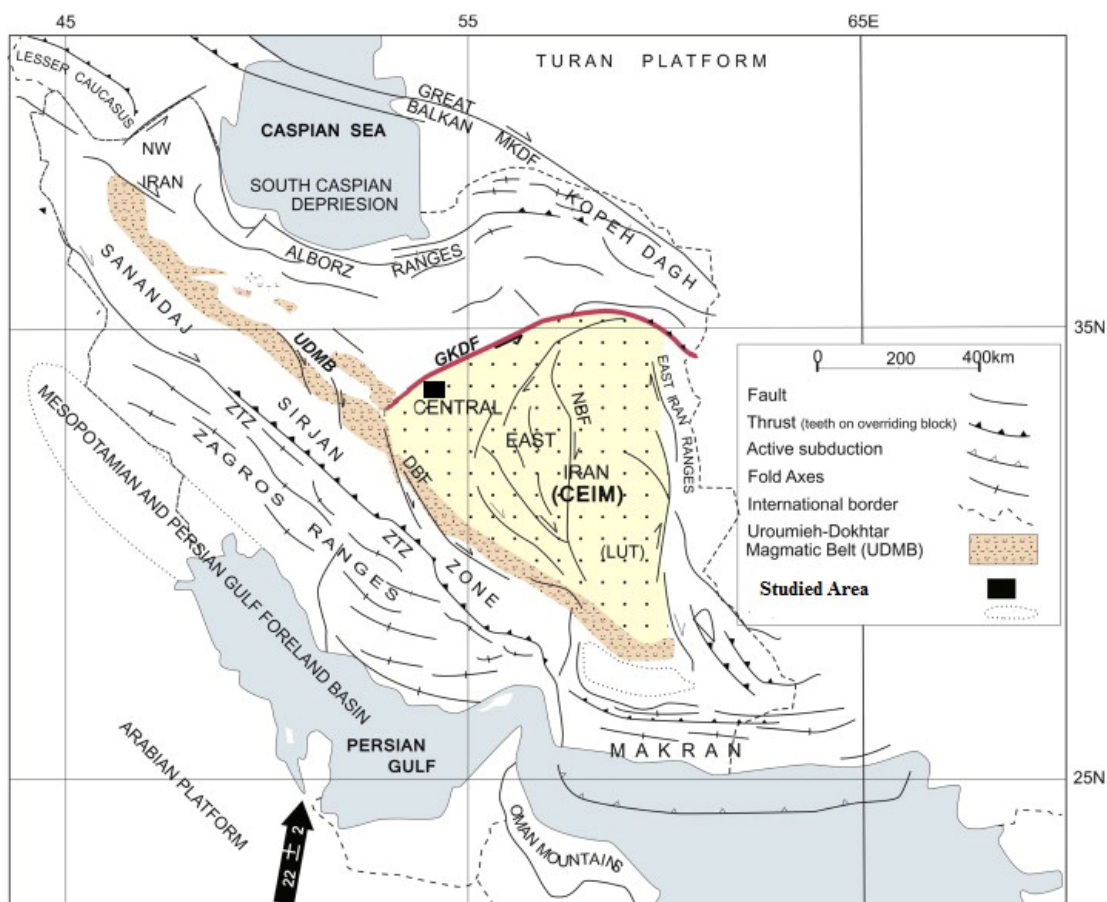 45
55
65E
LESSER CAUCASUS
TURAN PLATFORM
GREAT
BALKAN
MKDF
CASPIAN SEA
NW
IRAN
SOUTH CASPIAN
DEPRIESION
KOPEH DAGH
ALBORZ
RANGES
SANANDAJ
35N
UDMB
GKDF
0 200 400km
EAST IRAN RANGES
MESOPOTAMIAN AND PERSIAN GULF FORELAND BASIN
CENTRAL
NBF
Fault
ZTZ
SIRJAN
Thrust (teeth on overriding block)
EAST
Active subduction
ZAGROS RANGES
DBF
IRAN
(CEIM)
Fold Axes
International border
Uroumieh-Dokhtar
Magmatic Belt (UDMB)
ZTZ
ZONE
(LUT)
Studied Area
ARABIAN PLATFORM
PERSIAN
GULF
MAKRAN
25N
OMAN MOUNTAINS
22 ± 2